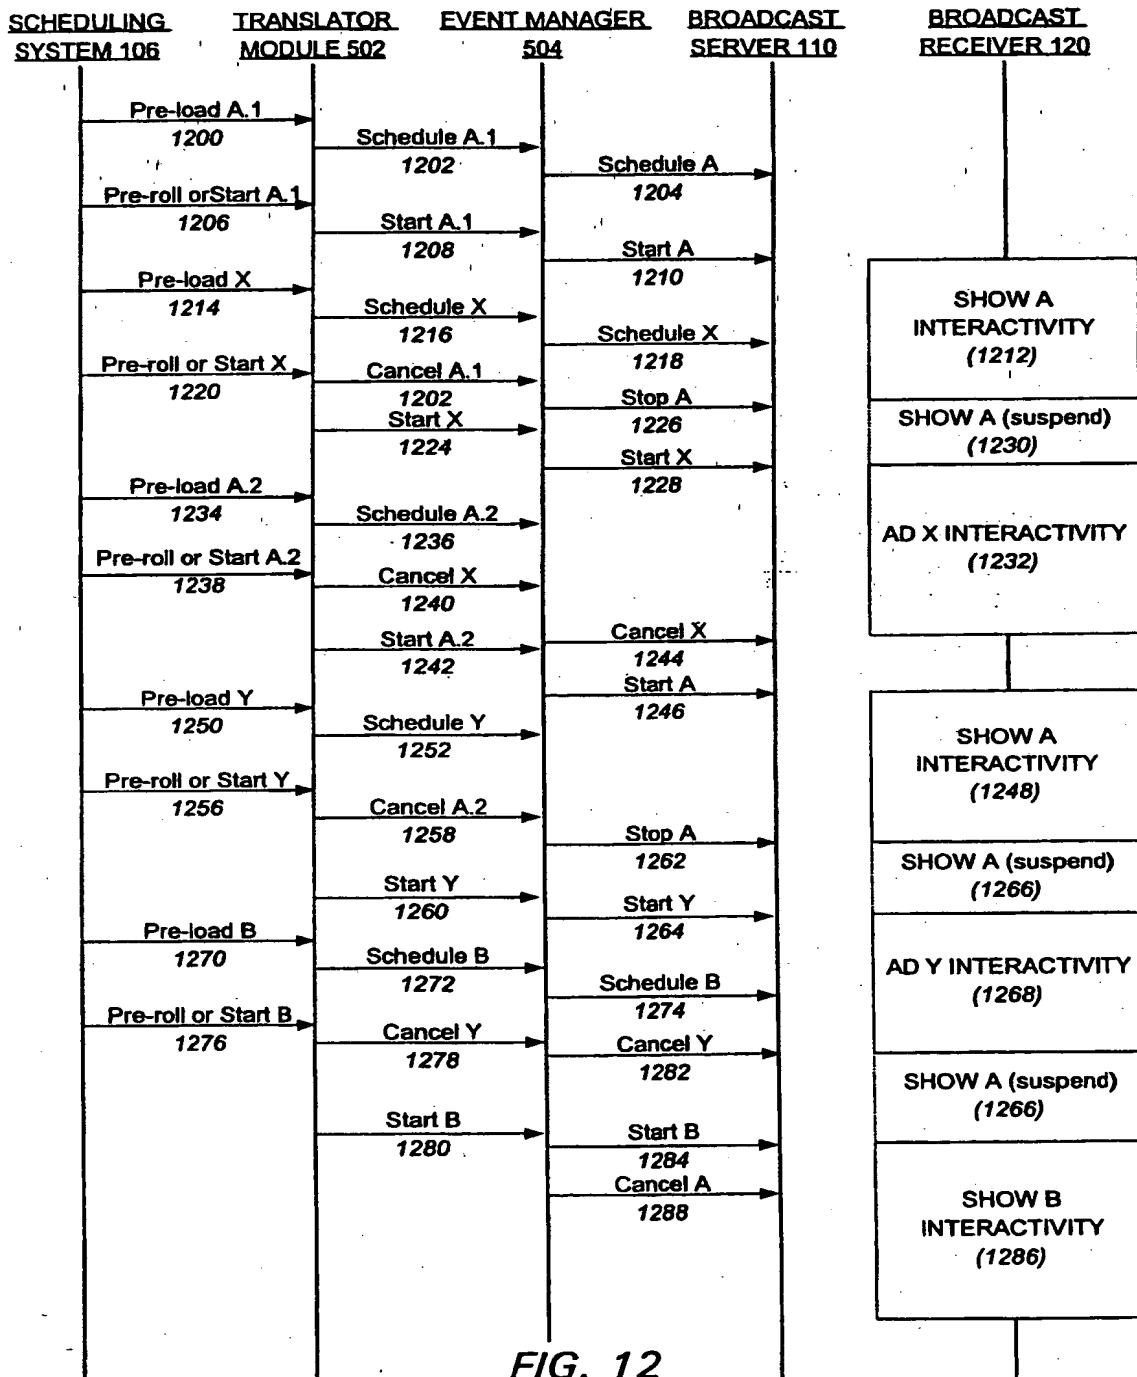 SCHEDULING
SYSTEM 106
TRANSLATOR
MODULE 502
EVENT MANAGER
504
BROADCAST
SERVER 110
BROADCAST
RECEIVER 120
Pre-load A.1
1200
Schedule A.1
1202
Schedule A
1204
Pre-roll orStart A.1
1206
Start A.1
1208
Start A
1210
SHOW A
INTERACTIVITY
(1212)
Pre-load X
1214
Schedule X
1216
Schedule X
1218
Pre-roll or Start X
1220
Cancel A.1
1202
Stop A
1226
SHOW A (suspend)
(1230)
Start X
1224
Start X
1228
Pre-load A.2
1234
Schedule A.2
1236
AD X INTERACTIVITY
(1232)
Pre-roll or Start A.2
1238
Cancel X
1240
Start A.2
1242
Cancel X
1244
Pre-load Y
1250
Start A
1246
Schedule Y
1252
SHOW A
INTERACTIVITY
(1248)
Pre-roll or Start Y
1256
Cancel A.2
1258
Stop A
1262
SHOW A (suspend)
(1266)
Start Y
1260
Start Y
1264
Pre-load B
1270
Schedule B
1272
Schedule B
1274
AD Y INTERACTIVITY
(1268)
Pre-roll or Start B
1276
Cancel Y
1278
Cancel Y
1282
SHOW A (suspend)
(1266)
Start B
1280
Start B
1284
Cancel A
1288
SHOW B
INTERACTIVITY
(1286)
FIG. 12